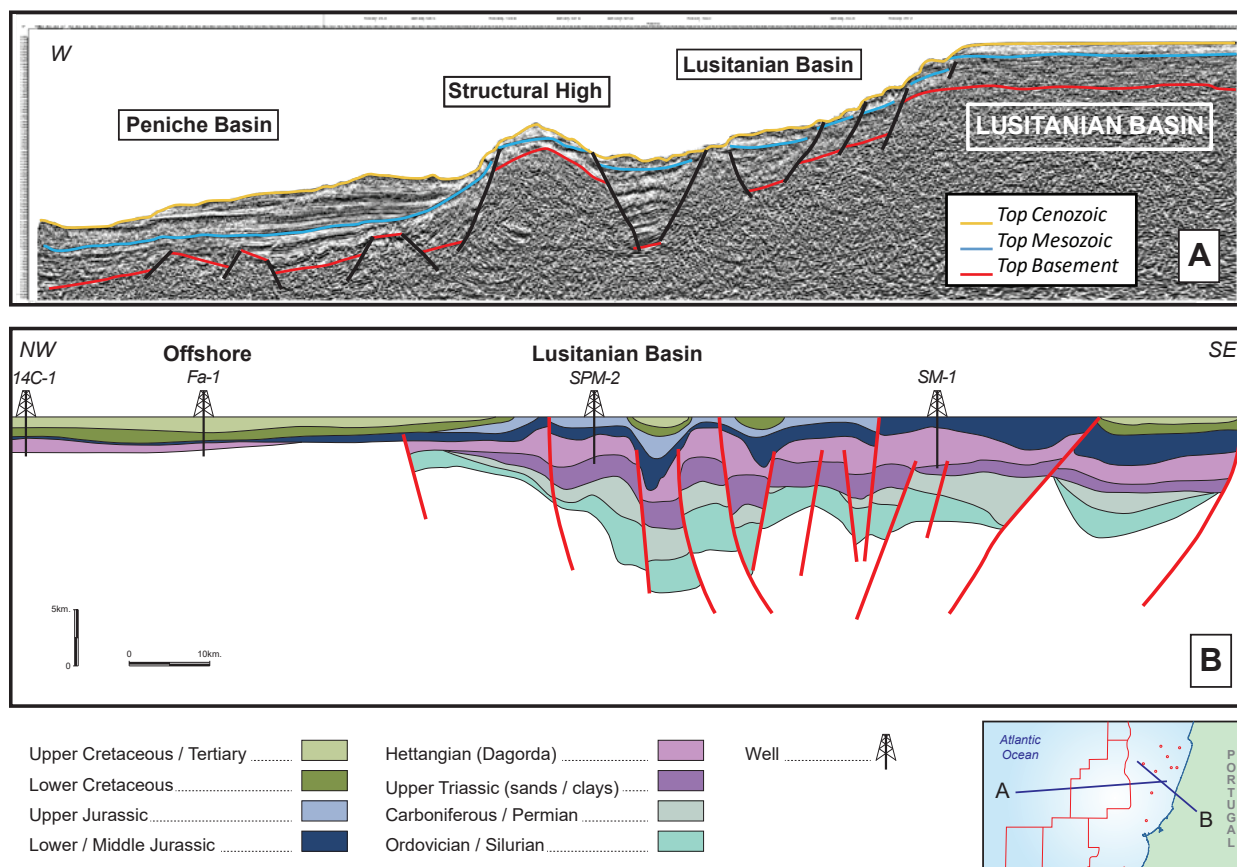 W
Lusitanian Basin
Structural High
Peniche Basin
LUSITANIAN BASIN
Top Cenozoic
Top Mesozoic
Top Basement
A
NW
Offshore
Lusitanian Basin
SE
14C-1
Fa-1
SPM-2
SM-1
5km.
0
0
10km.
B
Upper Cretaceous / Tertiary
Lower Cretaceous
Upper Jurassic
Lower / Middle Jurassic
Hettangian (Dagorda)
Upper Triassic (sands / clays)
Carboniferous / Permian
Ordovician / Silurian
Well
Atlantic
Ocean
A
B
PORTUGAL